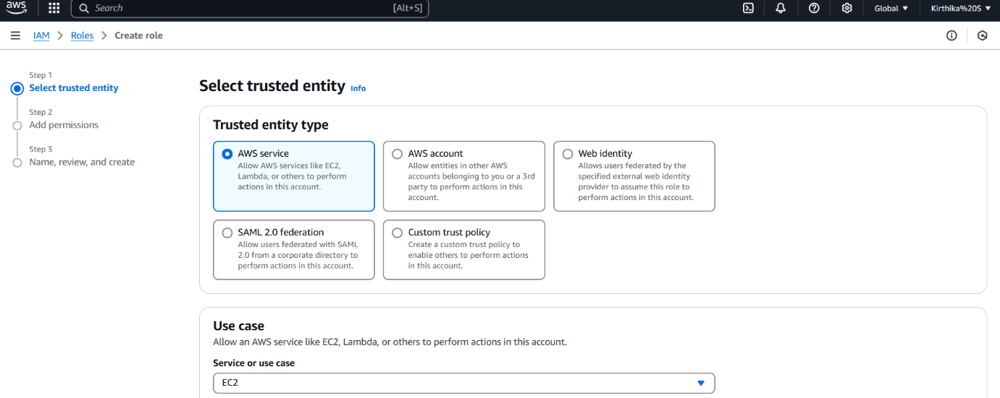 aws
Search
[Alt+S]
Global
Kirthika%20S
IAM
Roles
Create role
Step 1
Select trusted entity
Step 2
Add permissions
Step 3
Name, review, and create
Select trusted entity Info
Trusted entity type
AWS service
Allow AWS services like EC2,
Lambda, or others to perform
actions in this account.
AWS account
Allow entities in other AWS
accounts belonging to you or a 3rd
party to perform actions in this
account.
Web identity
Allows users federated by the
specified external web identity
provider to assume this role to
perform actions in this account.
SAML 2.0 federation
Allow users federated with SAML
2.0 from a corporate directory to
perform actions in this account.
Custom trust policy
Create a custom trust policy to
enable others to perform actions
in this account.
Use case
Allow an AWS service like EC2, Lambda, or others to perform actions in this account.
Service or use case
EC2